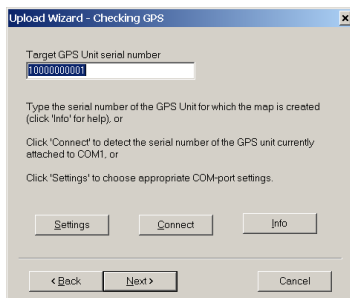 Upload Wizard - Checking GPS
Target GPS Unit serial number
10000000001
Type the serial number of the GPS Unit for which the map is created
(click 'Info' for help), or
Click 'Connect' to detect the serial number of the GPS unit currently
attached to COM1, or
Click 'Settings' to choose appropriate COM-port settings.
Settings
Connect
Info
< Back
Next >
Cancel